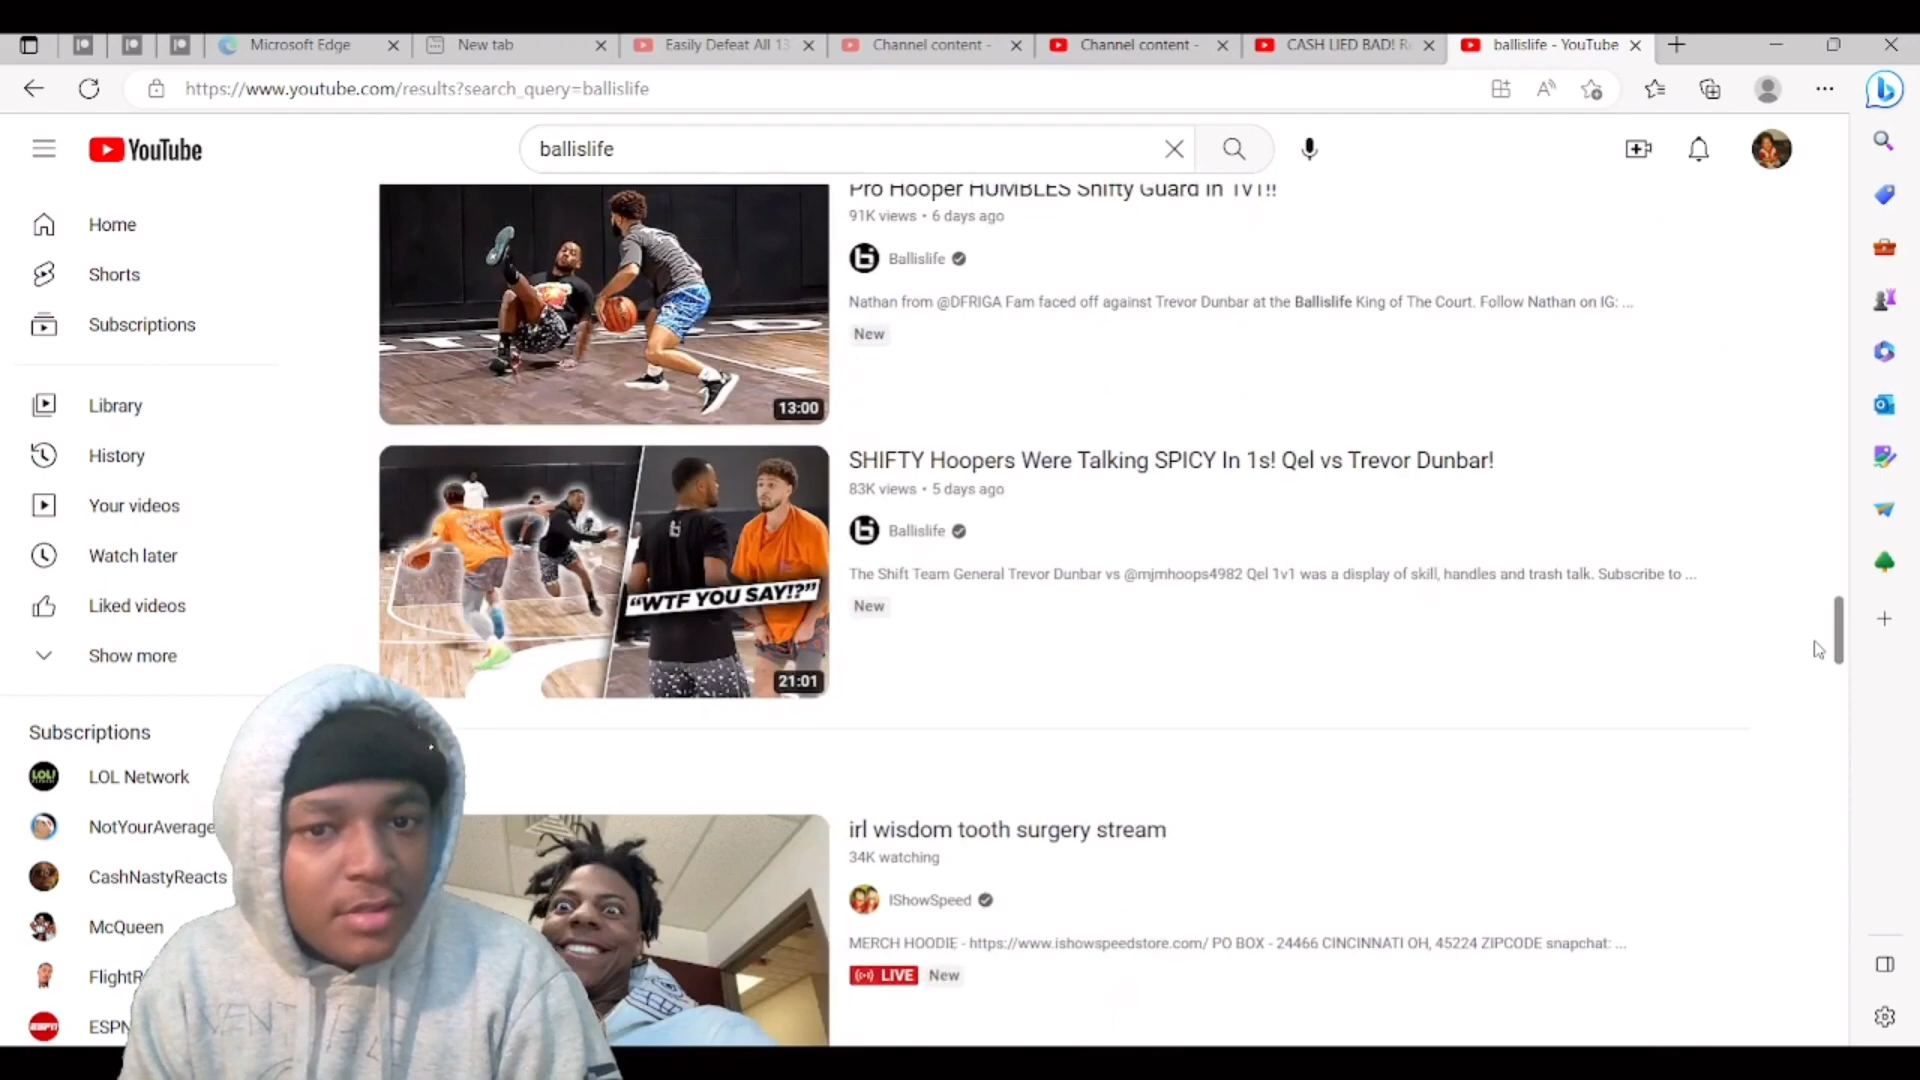 Microsoft Edge
New tab
Easily Defeat All 13
Channel content -
Channel content -
CASH LIED BAD! R
ballislife - YouTube
https://www.youtube.com/results?search_query=ballislife
YouTube
ballislife
Home
Shorts
Subscriptions
Library
History
Your videos
Watch later
Liked videos
Show more
Subscriptions
LOL Network
NotYourAverage
CashNastyReacts
McQueen
FlightR
ESPN
Pro Hooper HUMBLES Shifty Guard In 1v1!!
91K views • 6 days ago
Ballislife
Nathan from @DFRIGA Fam faced off against Trevor Dunbar at the Ballislife King of The Court. Follow Nathan on IG: ...
New
13:00
SHIFTY Hoopers Were Talking SPICY In 1s! Qel vs Trevor Dunbar!
83K views • 5 days ago
Ballislife
The Shift Team General Trevor Dunbar vs @mjmhoops4982 Qel 1v1 was a display of skill, handles and trash talk. Subscribe to ...
New
"WTF YOU SAY!?"
21:01
irl wisdom tooth surgery stream
34K watching
IShowSpeed
MERCH HOODIE - https://www.ishowspeedstore.com/ PO BOX - 24466 CINCINNATI OH, 45224 ZIPCODE snapchat: ...
LIVE
New